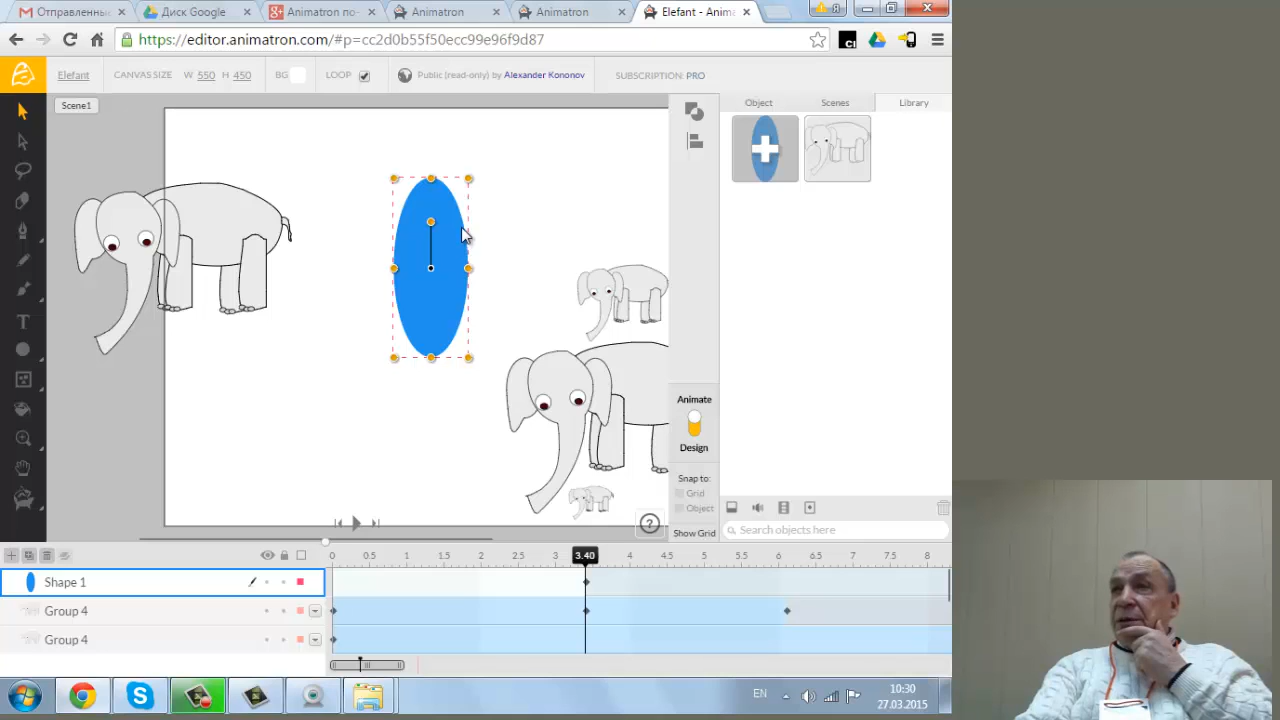 Отправленны
Диск Google
Animatron по-
Animatron
Animatron
Elefant - Anima
8
Я
https://editor.animatron.com/#p=cc2d0b55f50ecc99e96f9d87
C!
Elefant
CANVAS SIZE W 550 H 450
BG
LOOP
Public (read-only) by Alexander Kononov
SUBSCRIPTION: PRO
Scene1
Object
Scenes
Library
T
Animate
Design
Snap to:
Grid
Object
Show Grid
?
Search objects here
0 0.5 1 1.5 2 2.5 3 3.40 4 4.5 5 5.5 6 6.5 7 7.5 8
Shape 1
Group 4
Group 4
EN
10:30
27.03.2015